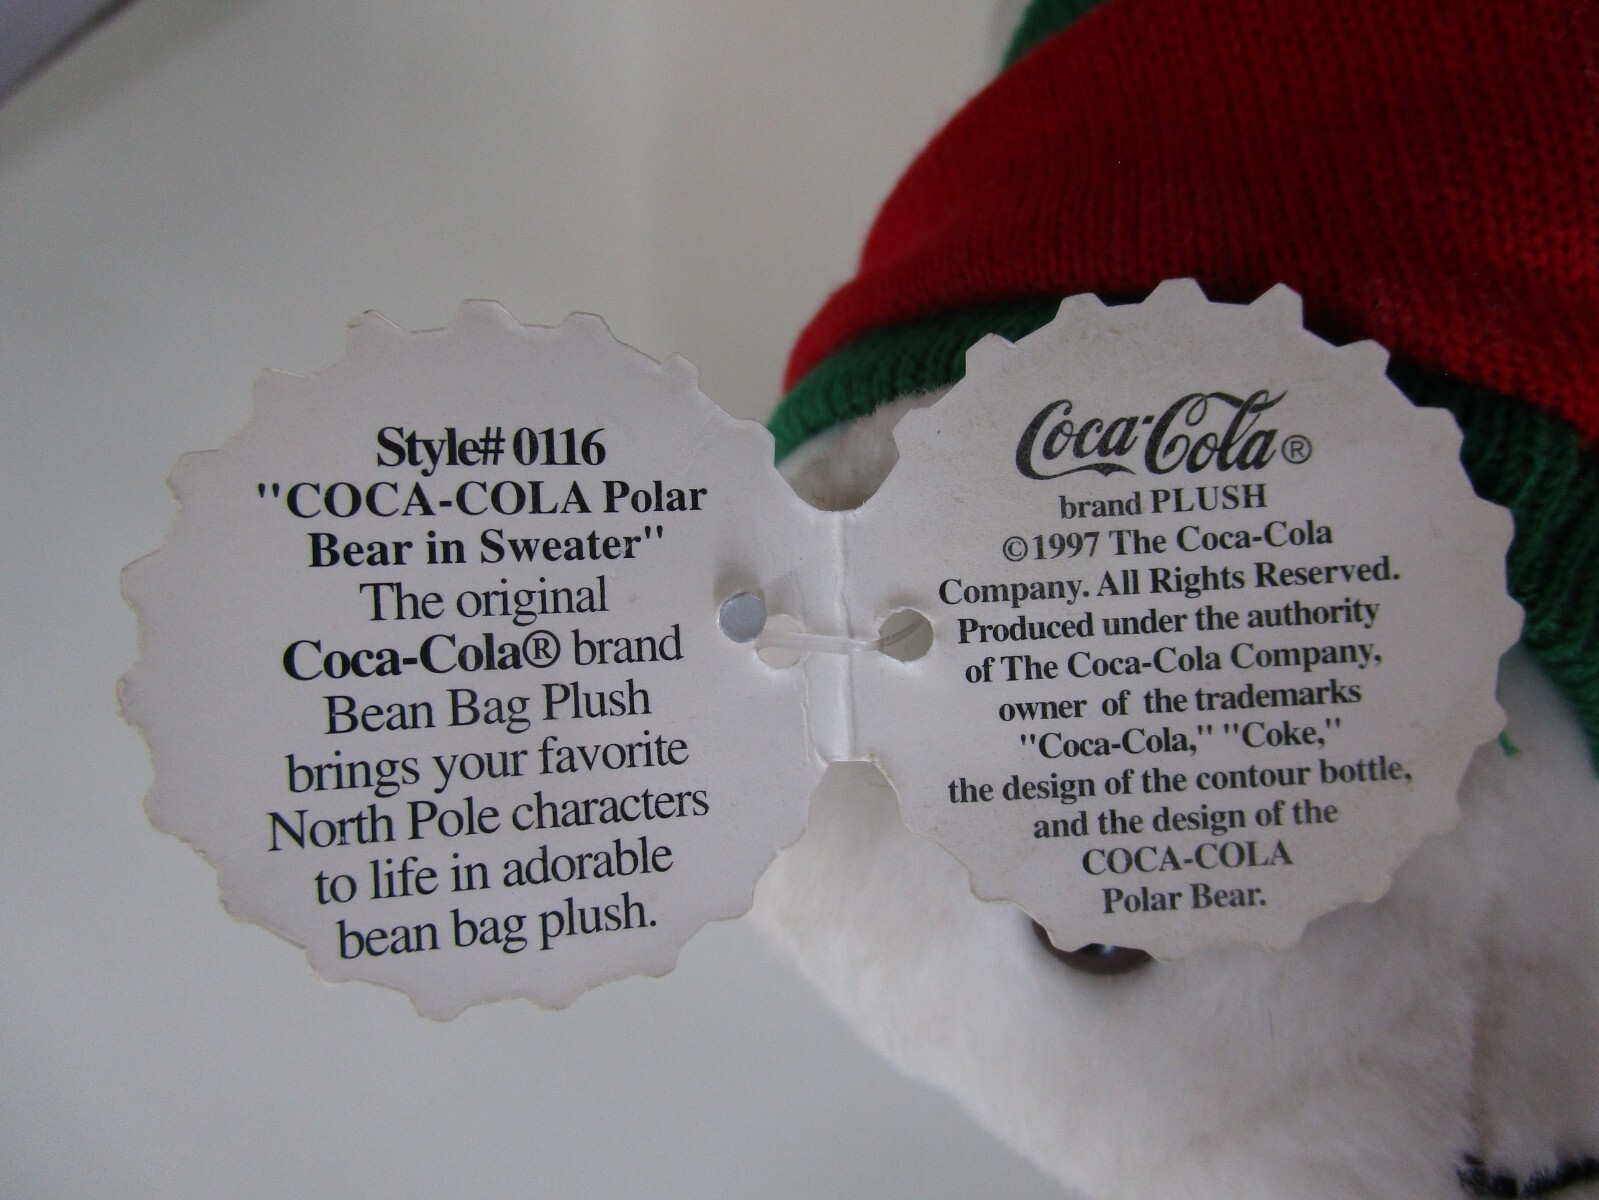 Style# 0116
"COCA-COLA Polar
Bear in Sweater"
The original
Coca-Cola® brand
Bean Bag Plush
brings your favorite
North Pole characters
to life in adorable
bean bag plush.
Coca-Cola®
brand PLUSH
©1997 The Coca-Cola
Company. All Rights Reserved.
Produced under the authority
of The Coca-Cola Company,
owner of the trademarks
"Coca-Cola," "Coke,"
the design of the contour bottle,
and the design of the
COCA-COLA
Polar Bear.